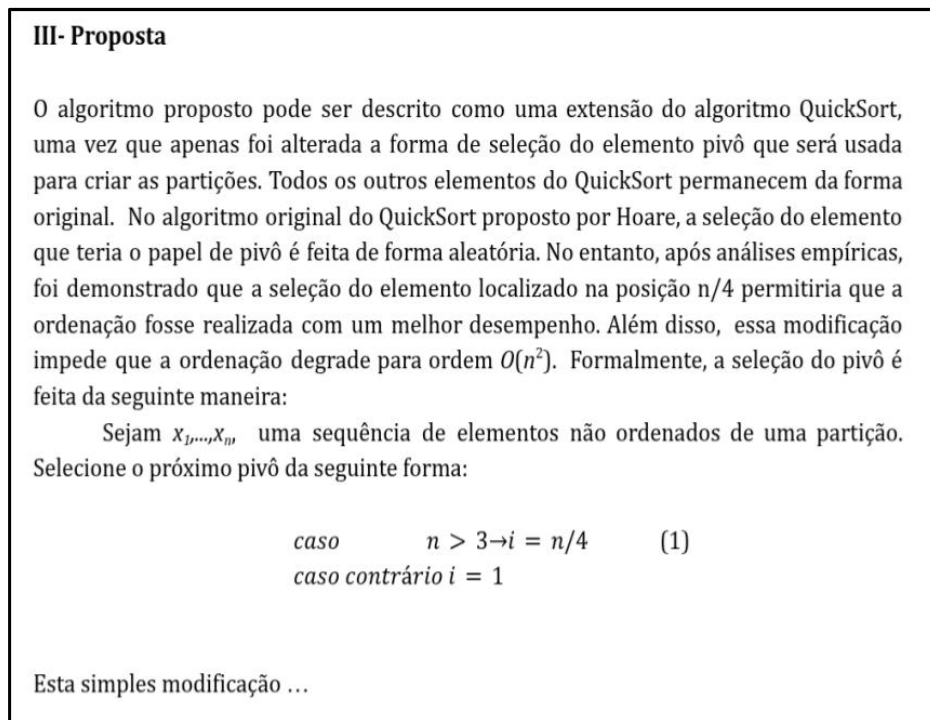 III- Proposta
O algoritmo proposto pode ser descrito como uma extensão do algoritmo QuickSort,
uma vez que apenas foi alterada a forma de seleção do elemento pivô que será usada
para criar as partições. Todos os outros elementos do QuickSort permanecem da forma
original. No algoritmo original do QuickSort proposto por Hoare, a seleção do elemento
que teria o papel de pivô é feita de forma aleatória. No entanto, após análises empíricas,
foi demonstrado que a seleção do elemento localizado na posição n/4 permitiria que a
ordenação fosse realizada com um melhor desempenho. Além disso, essa modificação
impede que a ordenação degrade para ordem O(n²). Formalmente, a seleção do pivô é
feita da seguinte maneira:
Sejam x₁,...,xₙ, uma sequência de elementos não ordenados de uma partição.
Selecione o próximo pivô da seguinte forma:
caso n > 3→i = n/4 (1)
caso contrário i = 1
Esta simples modificação …